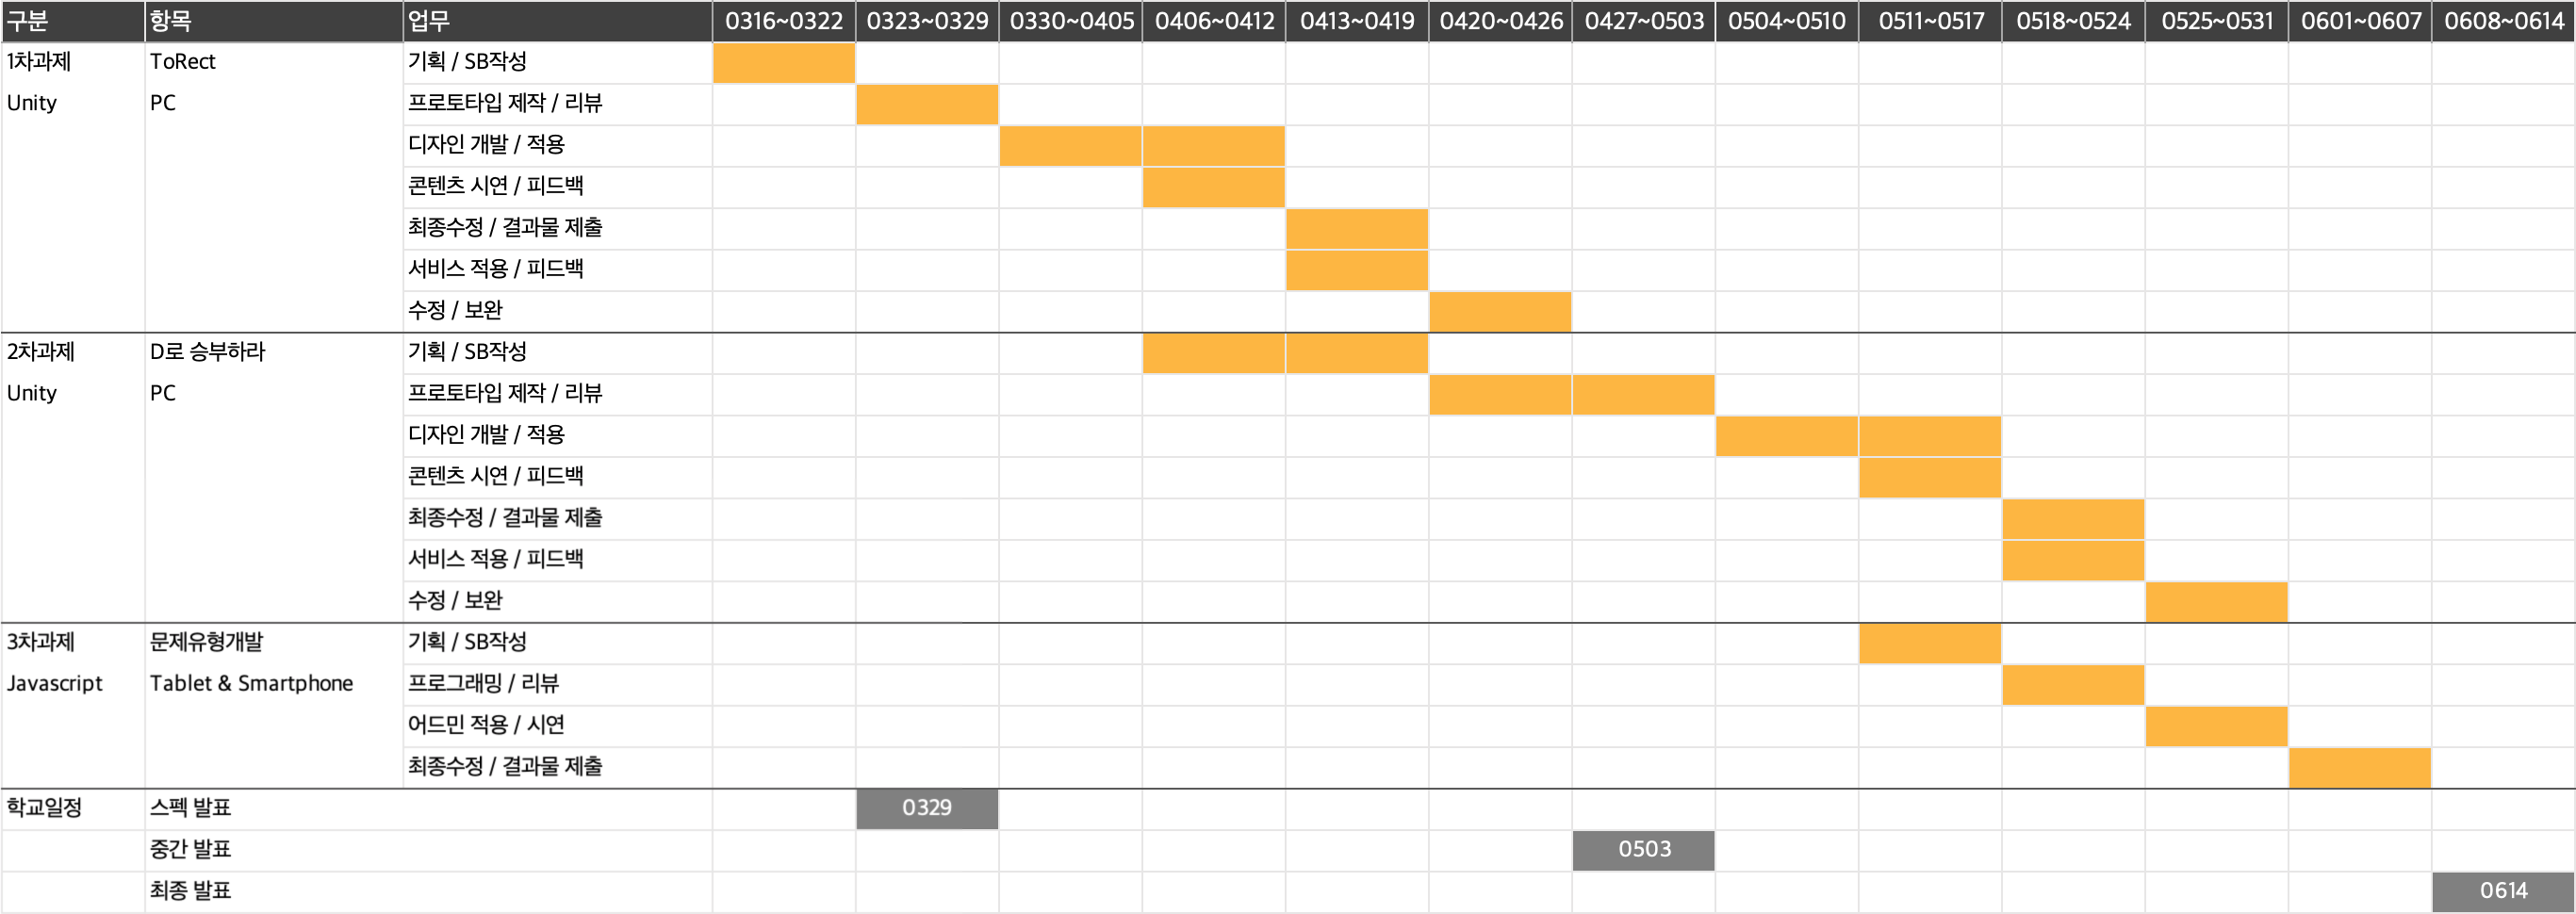 구분 항목 업무 0316~0322 0323~0329 0330~0405 0406~0412 0413~0419 0420~0426 0427~0503 0504~0510 0511~0517 0518~0524 0525~0531 0601~0607 0608~0614
1차과제 ToRect 기획 / SB작성
Unity PC 프로토타입 제작 / 리뷰
디자인 개발 / 적용
콘텐츠 시연 / 피드백
최종수정 / 결과물 제출
서비스 적용 / 피드백
수정 / 보완
2차과제 D로 승부하라 기획 / SB작성
Unity PC 프로토타입 제작 / 리뷰
디자인 개발 / 적용
콘텐츠 시연 / 피드백
최종수정 / 결과물 제출
서비스 적용 / 피드백
수정 / 보완
3차과제 문제유형개발 기획 / SB작성
Javascript Tablet & Smartphone 프로그래밍 / 리뷰
어드민 적용 / 시연
최종수정 / 결과물 제출
학교일정 스펙 발표 0329
중간 발표 0503
최종 발표 0614